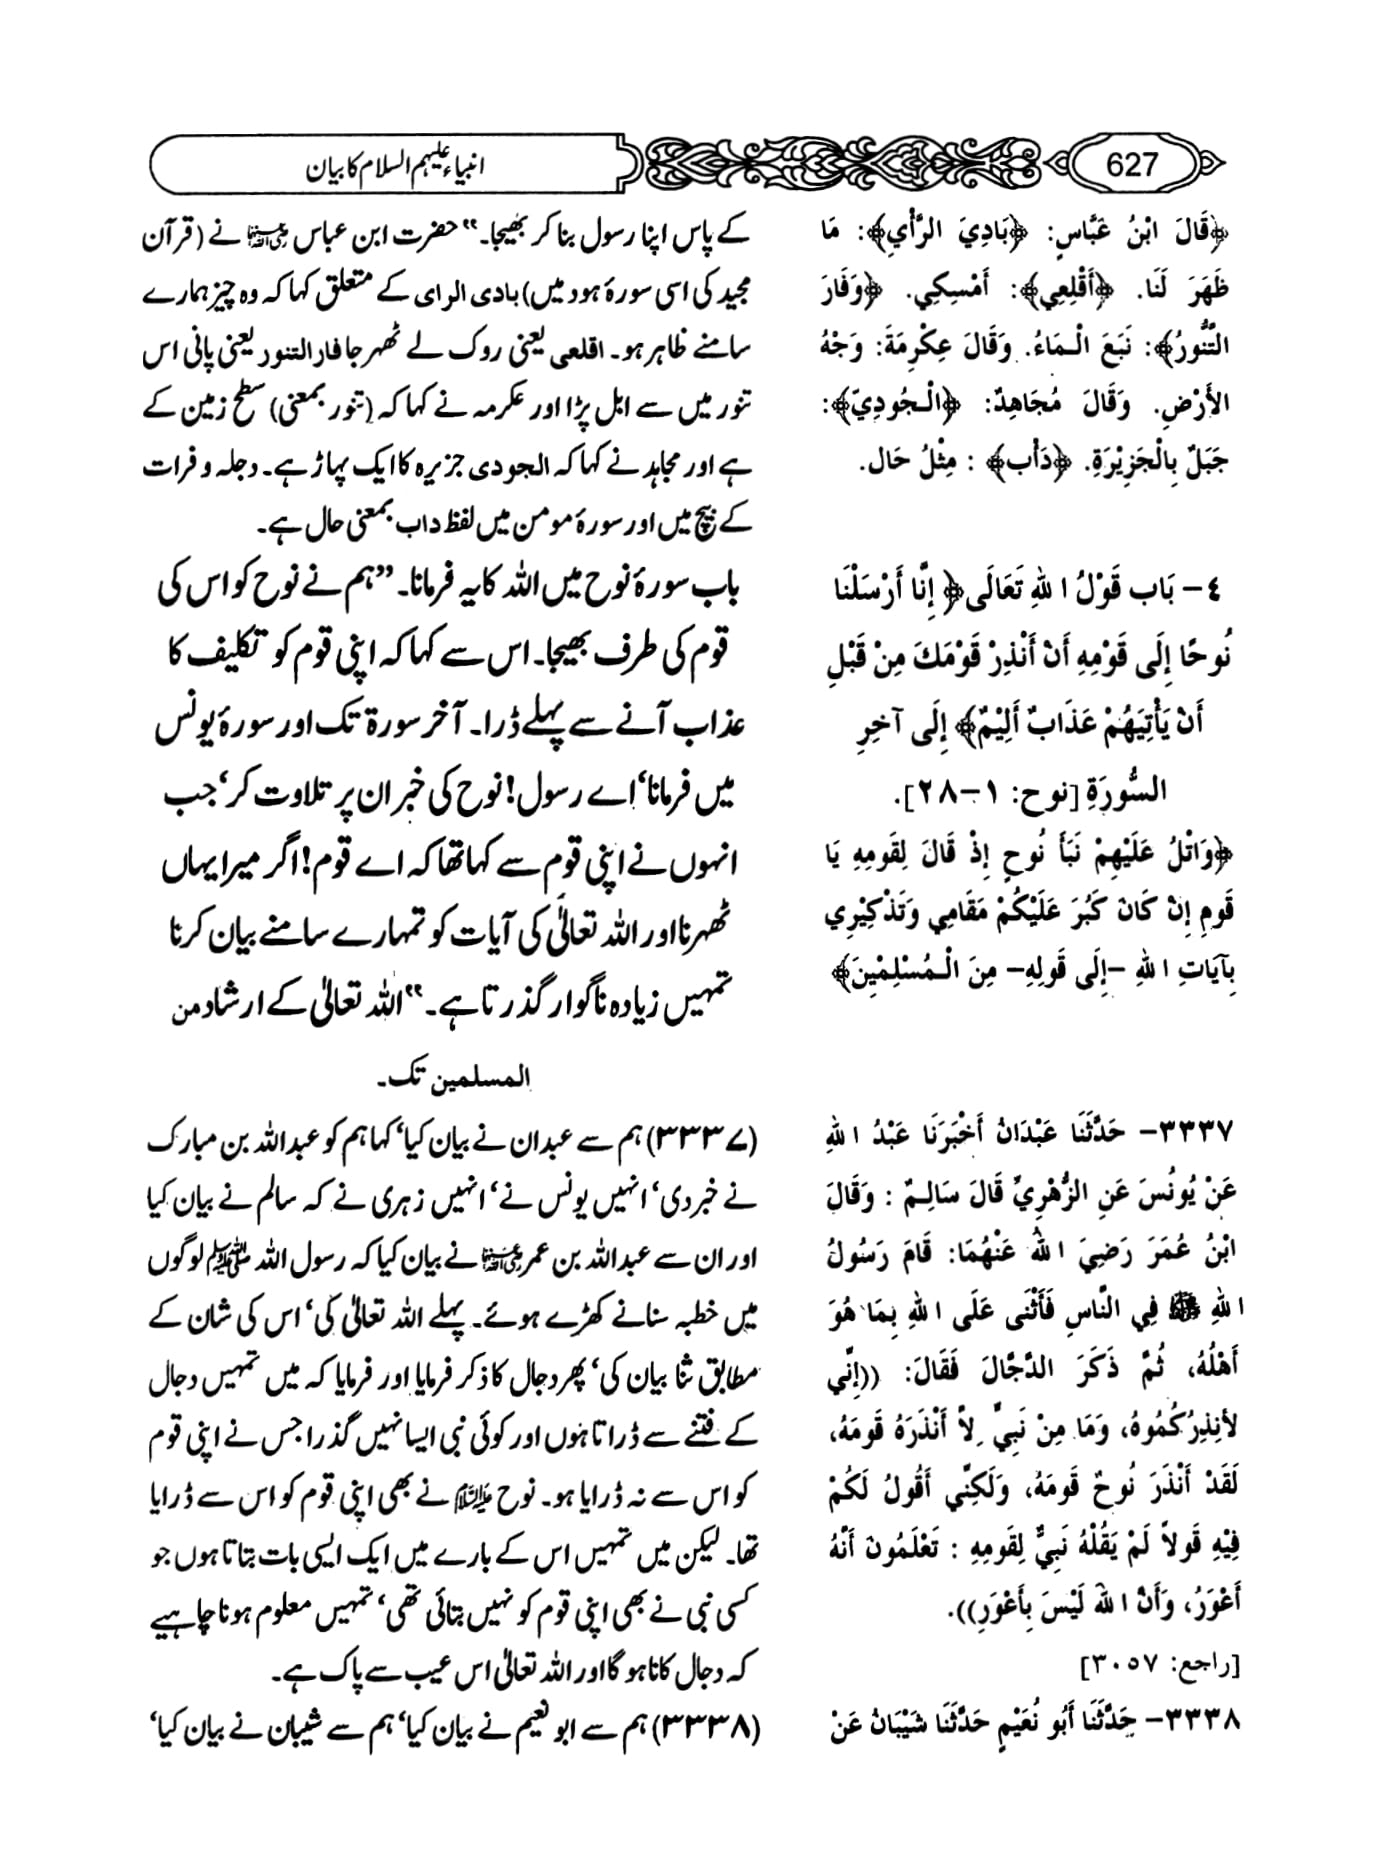 627
انبیاء علیہم السلام کا بیان
﴿قَالَ ابْنُ عَبَّاسٍ: ﴿بَادِيَ الرَّأْيِ﴾: مَا
ظَهَرَ لَنَا. ﴿أَقْلِعِي﴾: أَمْسِكِي. ﴿وَفَارَ
التَّنُّورُ﴾: نَبَعَ الْمَاءُ. وَقَالَ عِكْرِمَةَ: وَجْهُ
الأَرْضِ. وَقَالَ مُجَاهِدٌ: ﴿الْجُودِيّ﴾:
جَبَلٌ بِالْجَزِيْرَةِ. ﴿دَأْب﴾ : مِثْلُ حَال.
٤- بَاب قَوْلُ اللهِ تَعَالَى﴿ إِنَّا أَرْسَلْنَا
نُوحًا إِلَى قَوْمِهِ أَنْ أَنْذِرْ قَوْمَكَ مِنْ قَبْلِ
أَنْ يَأْتِيَهُمْ عَذَابٌ أَلِيْمٌ﴾ إِلَى آخِرِ
السُّورَةِ [نوح: ١-٢٨].
﴿وَاتْلُ عَلَيْهِمْ نَبَأَ نُوحٍ إِذْ قَالَ لِقَومِهِ يَا
قَومِ إِنْ كَانَ كَبُرَ عَلَيْكُمْ مَقَامِي وَتَذْكِيْرِي
بِآيَاتِ اللهِ -إِلَى قَولِهِ- مِنَ الْمُسْلِمْيْنَ﴾
٣٣٣٧- حَدَّثَنَا عَبْدَانُ أَخْبَرَنَا عَبْدُ اللهِ
عَنْ يُونُسَ عَنِ الزُّهْرِيِّ قَالَ سَالِمٌ : وَقَالَ
ابْنُ عُمَرَ رَضِيَ اللهُ عَنْهُمَا: قَامَ رَسُولُ
اللهِ ﷺ فِي النَّاسِ فَأَثْنَى عَلَى اللهِ بِمَا هُوَ
أَهْلُهُ، ثُمَّ ذَكَرَ الدَّجَّالَ فَقَالَ: ((إِنِّي
لأُنْذِرُكُمُوهُ، وَمَا مِنْ نَبِيٍّ إِلاَّ أَنْذَرَهُ قَومَهُ،
لَقَدْ أَنْذَرَ نُوحٌ قَومَهُ، وَلَكِنِّي أَقُولُ لَكُمْ
فِيْهِ قَولاً لَمْ يَقُلْهُ نَبِيٌّ لِقَومِهِ : تَعْلَمُونَ أَنَّهُ
أَعْوَرُ، وَأَنَّ اللهَ لَيْسَ بِأَعْوَرِ)).
[راجع: ٣٠٥٧]
٣٣٣٨- حَدَّثَنَا أَبُو نُعَيْمٍ حَدَّثَنَا شَيْبَانُ عَنْ
کے پاس اپنا رسول بنا کر بھیجا۔“ حضرت ابن عباس رضی اللہ عنہما نے (قرآن
مجید کی اسی سورۂ ہود میں) بادی الرای کے متعلق کہا کہ وہ چیز ہمارے
سامنے ظاہر ہو۔ اقلعی یعنی روک لے ٹھہر جا فار التنور یعنی پانی اس
تنور میں سے ابل پڑا اور عکرمہ نے کہا کہ (تنور بمعنی) سطح زمین کے
ہے اور مجاہد نے کہا کہ الجودی جزیرہ کا ایک پہاڑ ہے۔ دجلہ و فرات
کے بیچ میں اور سورۂ مومن میں لفظ داب بمعنی حال ہے۔
باب سورۂ نوح میں اللہ کا یہ فرمانا۔ ”ہم نے نوح کو اس کی
قوم کی طرف بھیجا۔ اس سے کہا کہ اپنی قوم کو تکلیف کا
عذاب آنے سے پہلے ڈرا۔ آخر سورۃ تک اور سورۂ یونس
میں فرمانا‘ اے رسول! نوح کی خبر ان پر تلاوت کر‘ جب
انہوں نے اپنی قوم سے کہا تھا کہ اے قوم! اگر میرا یہاں
ٹھہرنا اور اللہ تعالیٰ کی آیات کو تمہارے سامنے بیان کرنا
تمہیں زیادہ ناگوار گذرتا ہے۔“ اللہ تعالیٰ کے ارشاد من
المسلمین تک۔
(۳۳۳۷) ہم سے عبدان نے بیان کیا‘ کہا ہم کو عبداللہ بن مبارک
نے خبر دی‘ انہیں یونس نے‘ انہیں زہری نے کہ سالم نے بیان کیا
اور ان سے عبداللہ بن عمر رضی اللہ عنہما نے بیان کیا کہ رسول اللہ ﷺ لوگوں
میں خطبہ سنانے کھڑے ہوئے۔ پہلے اللہ تعالیٰ کی‘ اس کی شان کے
مطابق ثنا بیان کی‘ پھر دجال کا ذکر فرمایا اور فرمایا کہ میں تمہیں دجال
کے فتنے سے ڈراتا ہوں اور کوئی نبی ایسا نہیں گذرا جس نے اپنی قوم
کو اس سے نہ ڈرایا ہو۔ نوح علیہ السلام نے بھی اپنی قوم کو اس سے ڈرایا
تھا۔ لیکن میں تمہیں اس کے بارے میں ایک ایسی بات بتاتا ہوں جو
کسی نبی نے بھی اپنی قوم کو نہیں بتائی تھی‘ تمہیں معلوم ہونا چاہیے
کہ دجال کانا ہو گا اور اللہ تعالیٰ اس عیب سے پاک ہے۔
(۳۳۳۸) ہم سے ابو نعیم نے بیان کیا‘ ہم سے شیبان نے بیان کیا‘